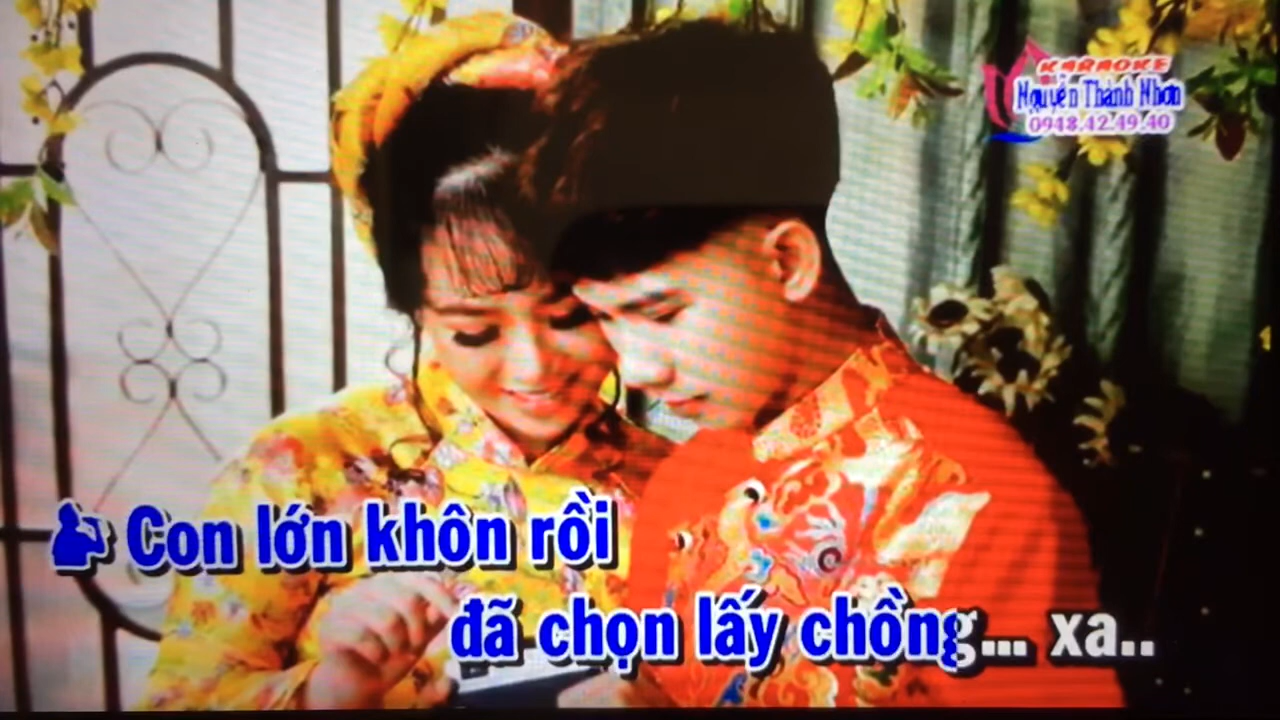 KARAOKE
Nguyễn Thành Nhơn
0948.42.49.40
Con lớn khôn rồi
đã chọn lấy chồng... xa..